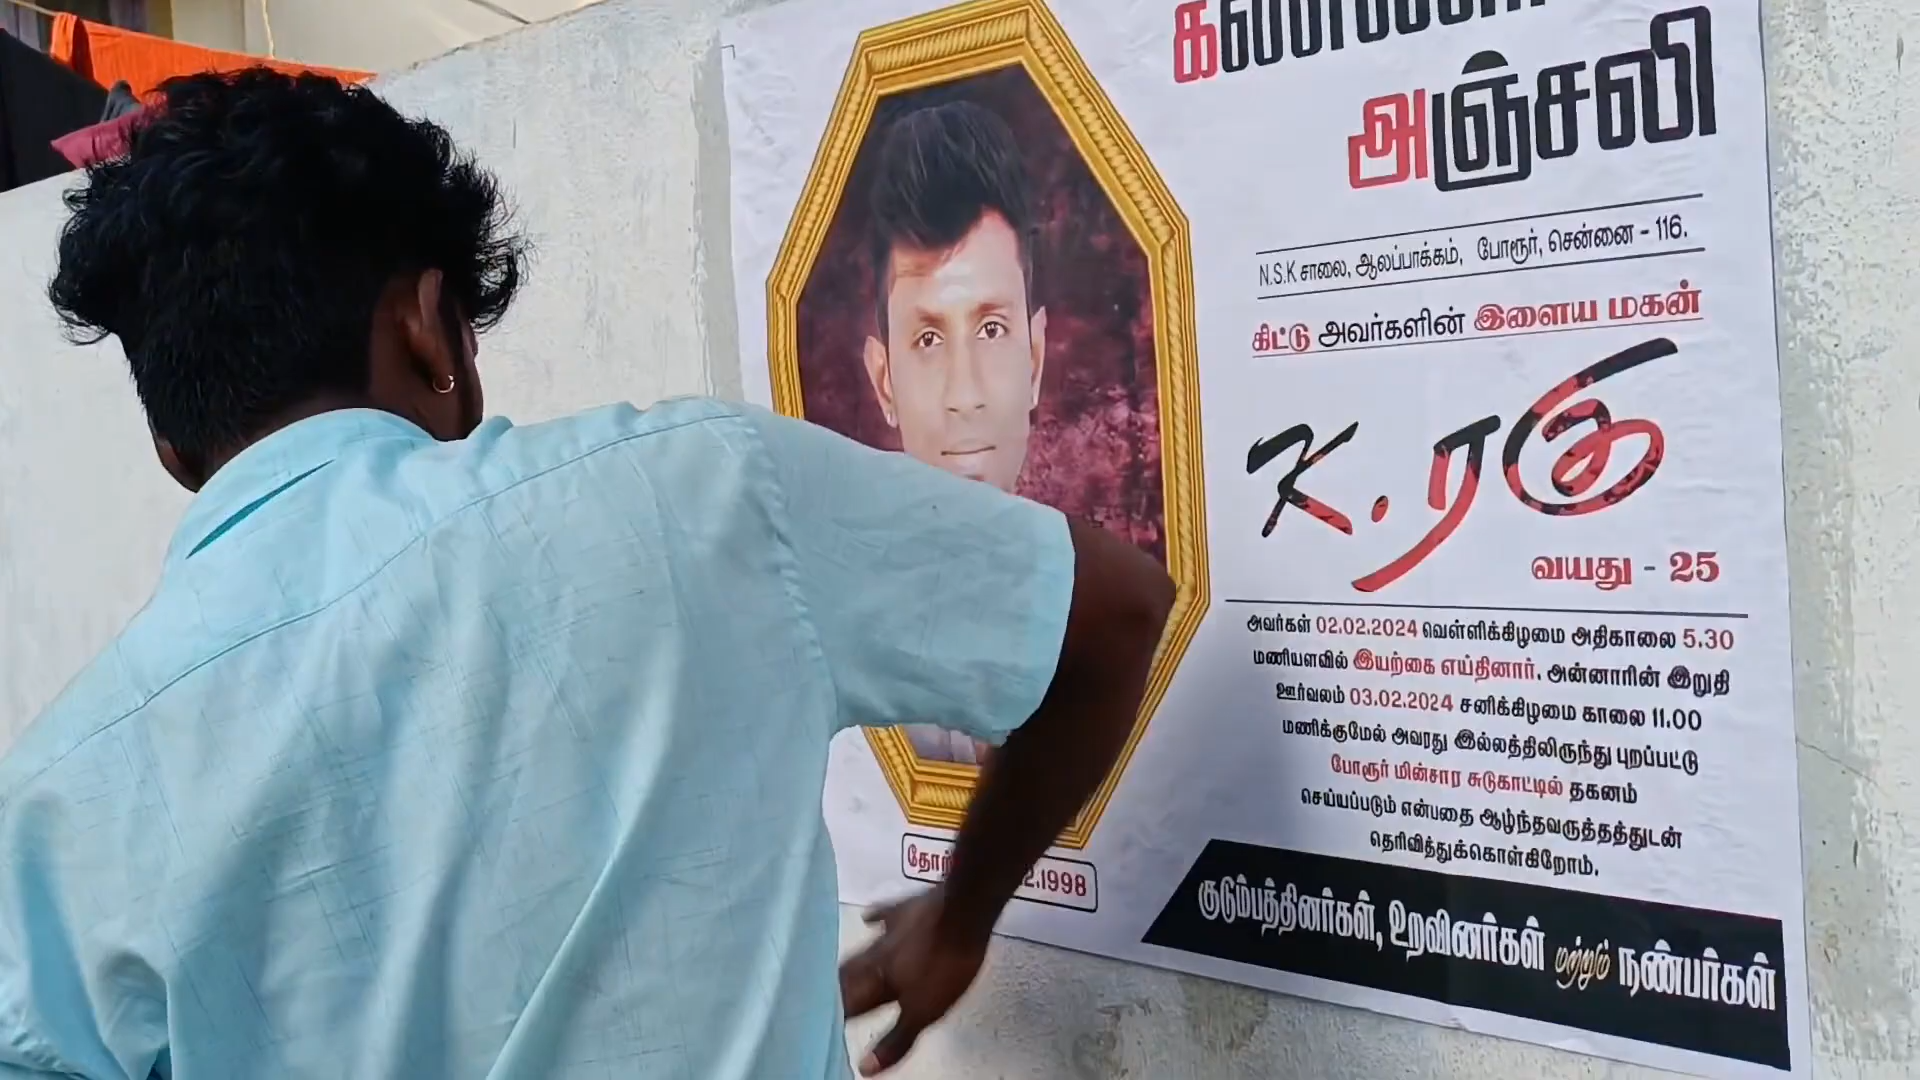 அஞ்சலி
N.S.K சாலை, ஆலப்பாக்கம், போரூர், சென்னை - 116.
கிட்டு அவர்களின் இளைய மகன்
K. ரகு
வயது - 25
அவர்கள் 02.02.2024 வெள்ளிக்கிழமை அதிகாலை 5.30
மணியளவில் இயற்கை எய்தினார். அன்னாரின் இறுதி
ஊர்வலம் 03.02.2024 சனிக்கிழமை காலை 11.00
மணிக்குமேல் அவரது இல்லத்திலிருந்து புறப்பட்டு
போரூர் மின்சார சுடுகாட்டில் தகனம்
செய்யப்படும் என்பதை ஆழ்ந்தவருத்தத்துடன்
தெரிவித்துக்கொள்கிறோம்.
குடும்பத்தினர்கள், உறவினர்கள் மற்றும் நண்பர்கள்